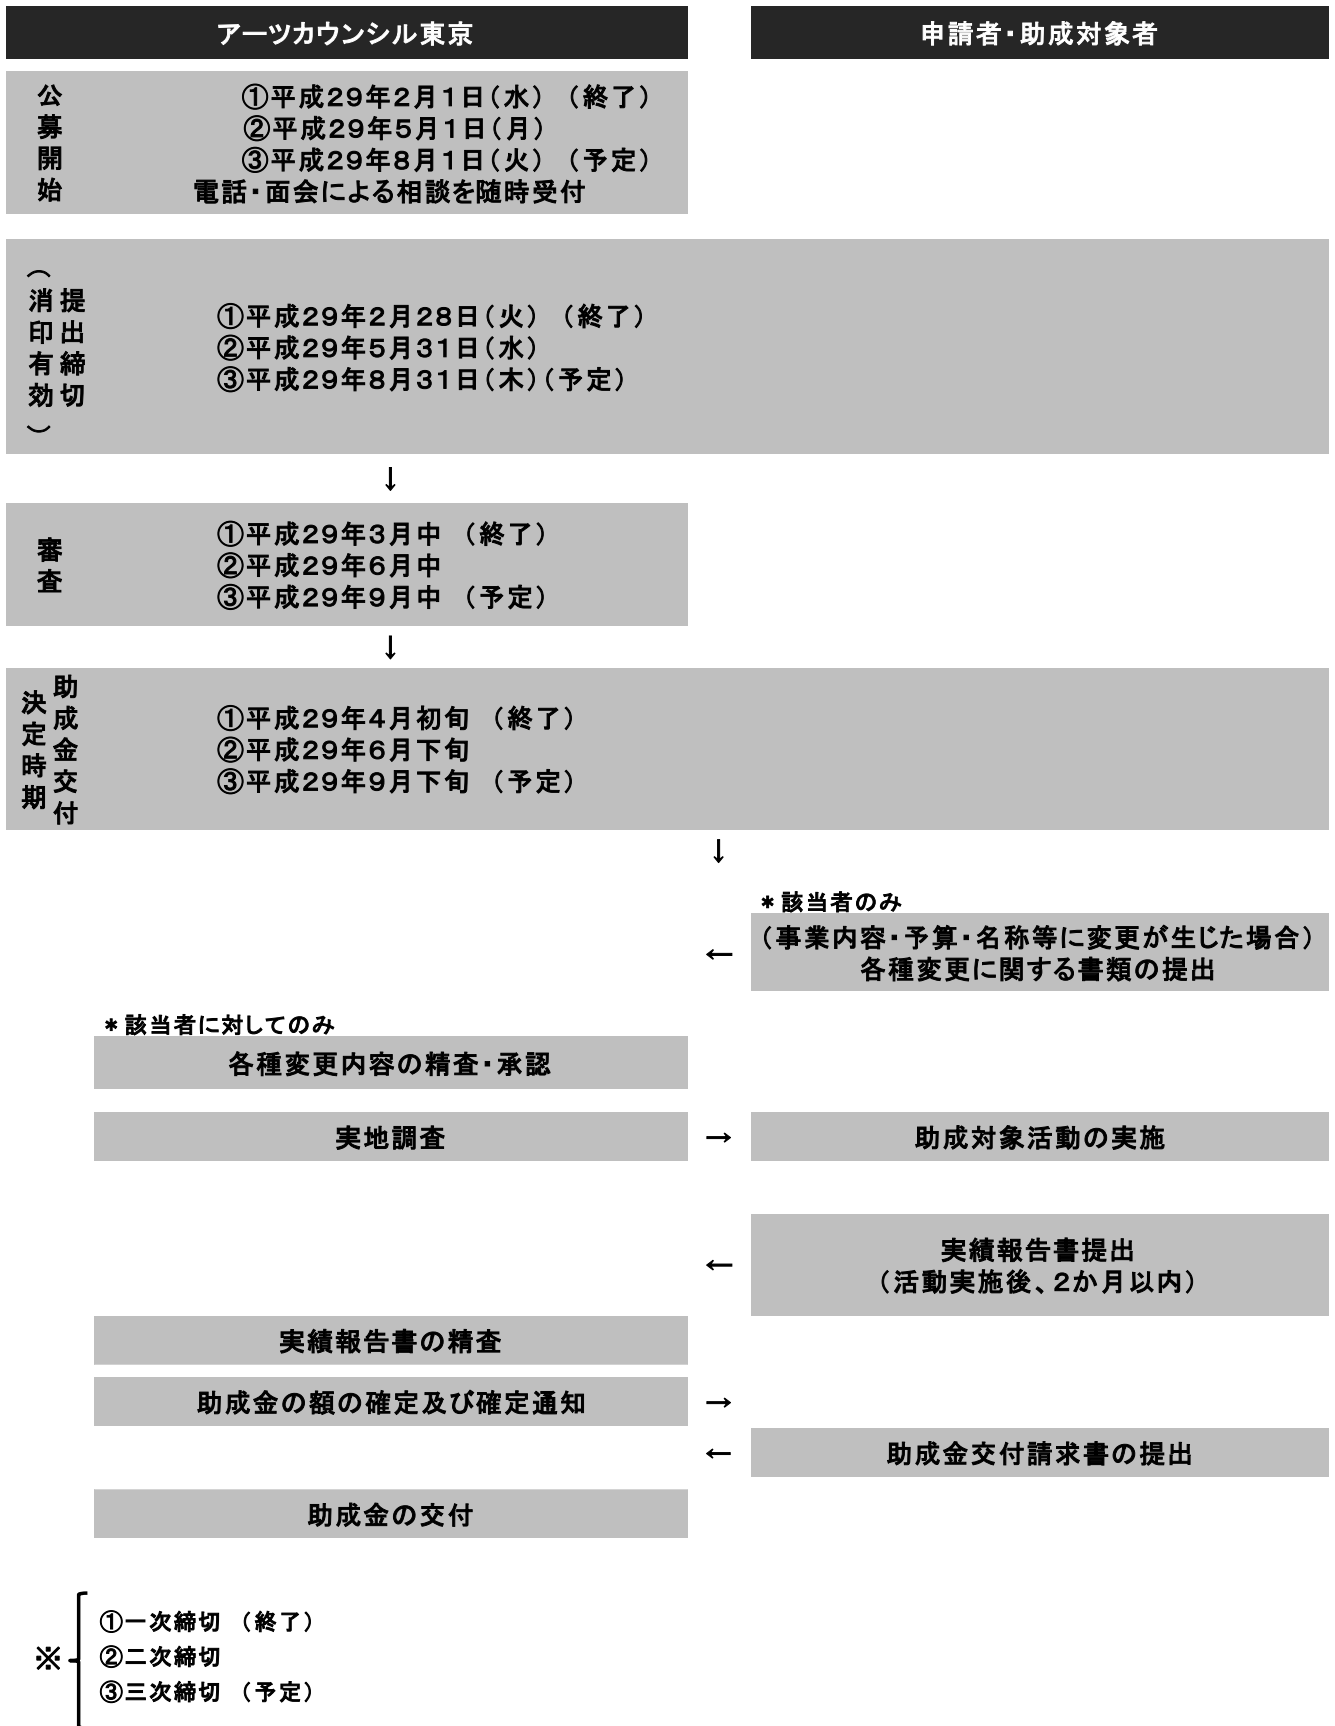 アーツカウンシル東京
申請者・助成対象者
公募開始
①平成29年2月1日(水) (終了)
②平成29年5月1日(月)
③平成29年8月1日(火) (予定)
電話・面会による相談を随時受付
提出締切
(消印有効)
①平成29年2月28日(火) (終了)
②平成29年5月31日(水)
③平成29年8月31日(木)(予定)
↓
審査
①平成29年3月中 (終了)
②平成29年6月中
③平成29年9月中 (予定)
↓
助成金交付
決定時期
①平成29年4月初旬 (終了)
②平成29年6月下旬
③平成29年9月下旬 (予定)
↓
*該当者のみ
←
(事業内容・予算・名称等に変更が生じた場合)
各種変更に関する書類の提出
*該当者に対してのみ
各種変更内容の精査・承認
実地調査
→
助成対象活動の実施
←
実績報告書提出
(活動実施後、2か月以内)
実績報告書の精査
助成金の額の確定及び確定通知
→
←
助成金交付請求書の提出
助成金の交付
※
①一次締切 (終了)
②二次締切
③三次締切 (予定)